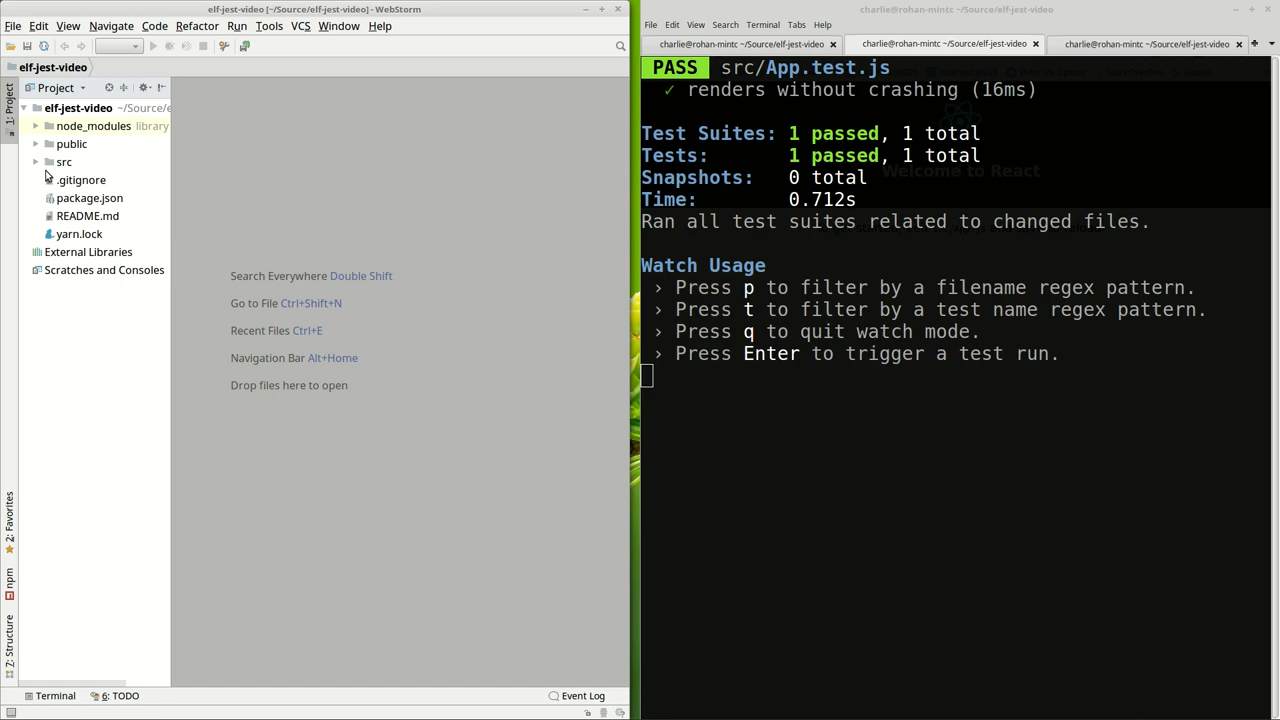 elf-jest-video [~/Source/elf-jest-video] - WebStorm
File Edit View Navigate Code Refactor Run Tools VCS Window Help
elf-jest-video
1: Project
Project
elf-jest-video ~/Source/e
node_modules library
public
src
.gitignore
package.json
README.md
yarn.lock
External Libraries
Scratches and Consoles
Search Everywhere Double Shift
Go to File Ctrl+Shift+N
Recent Files Ctrl+E
Navigation Bar Alt+Home
Drop files here to open
2: Favorites
npm
7: Structure
Terminal 6: TODO Event Log
charlie@rohan-mintc ~/Source/elf-jest-video
File Edit View Search Terminal Tabs Help
charlie@rohan-mintc ~/Source/elf-jest-video charlie@rohan-mintc ~/Source/elf-jest-video charlie@rohan-mintc ~/Source/elf-jest-video
PASS src/App.test.js
✓ renders without crashing (16ms)
Test Suites: 1 passed, 1 total
Tests: 1 passed, 1 total
Snapshots: 0 total
Welcome to React
Time: 0.712s
Ran all test suites related to changed files.
Watch Usage
› Press p to filter by a filename regex pattern.
› Press t to filter by a test name regex pattern.
› Press q to quit watch mode.
› Press Enter to trigger a test run.